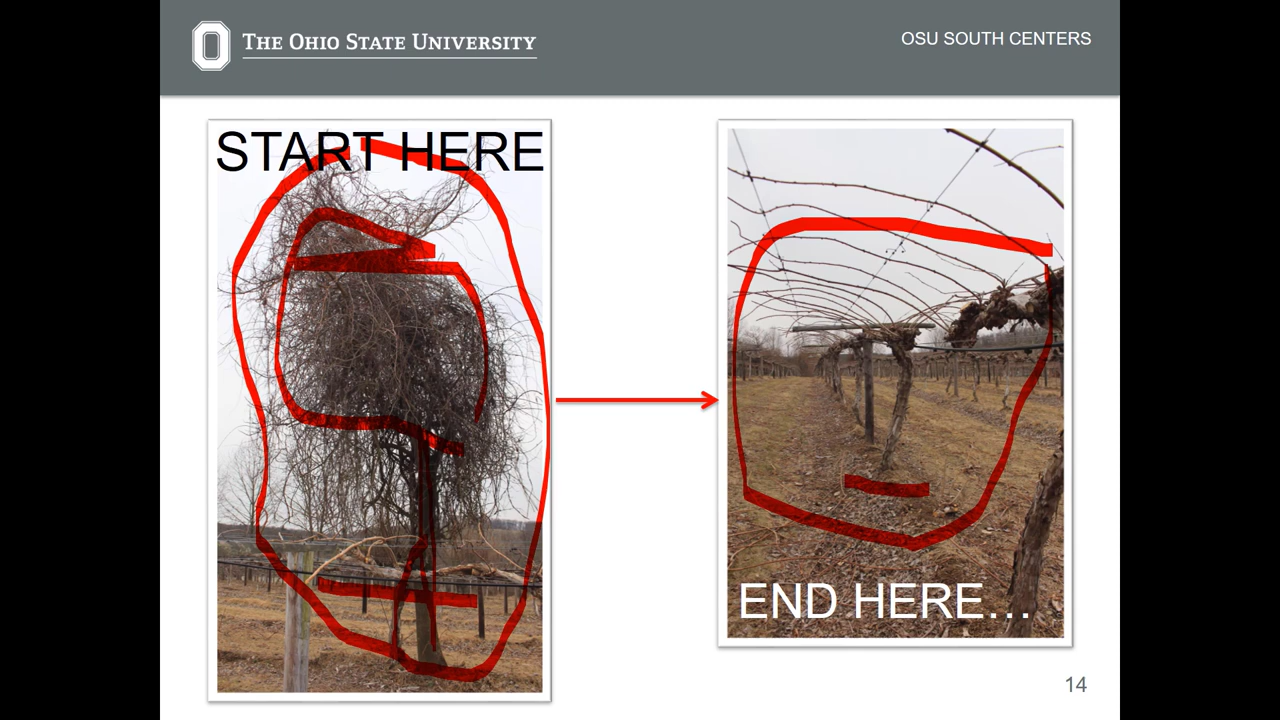 THE OHIO STATE UNIVERSITY
OSU SOUTH CENTERS
START HERE
END HERE...
14